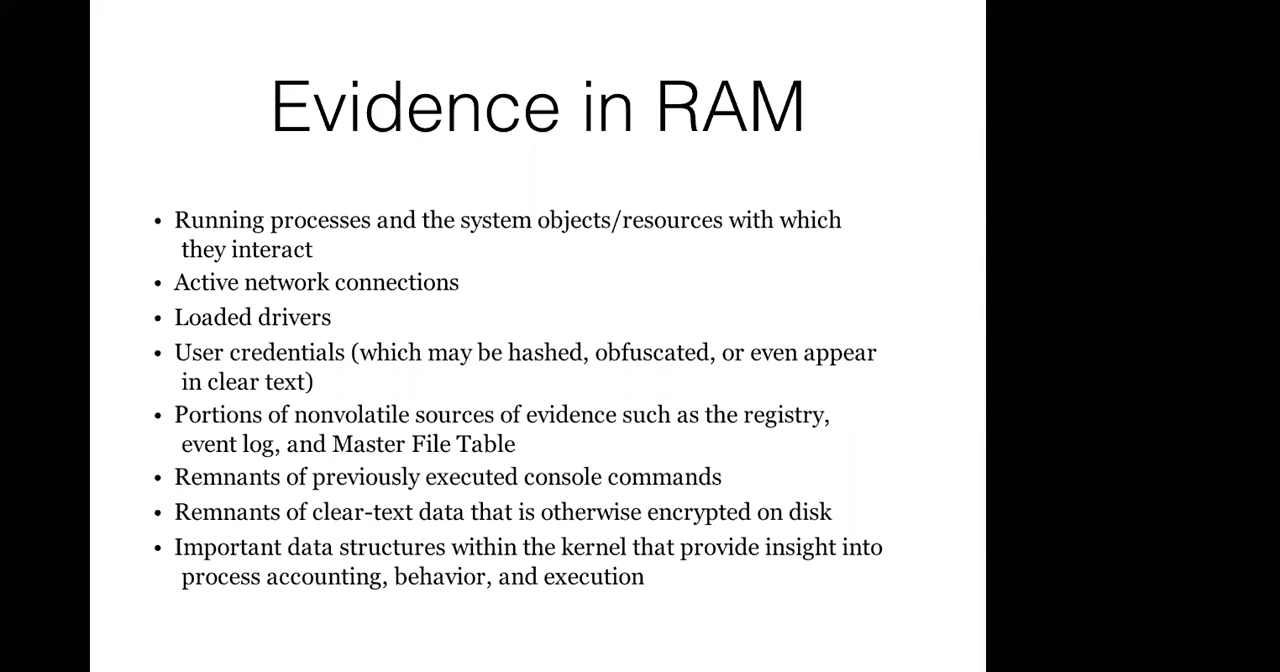 Evidence in RAM
• Running processes and the system objects/resources with which
they interact
• Active network connections
• Loaded drivers
• User credentials (which may be hashed, obfuscated, or even appear
in clear text)
• Portions of nonvolatile sources of evidence such as the registry,
event log, and Master File Table
• Remnants of previously executed console commands
• Remnants of clear-text data that is otherwise encrypted on disk
• Important data structures within the kernel that provide insight into
process accounting, behavior, and execution